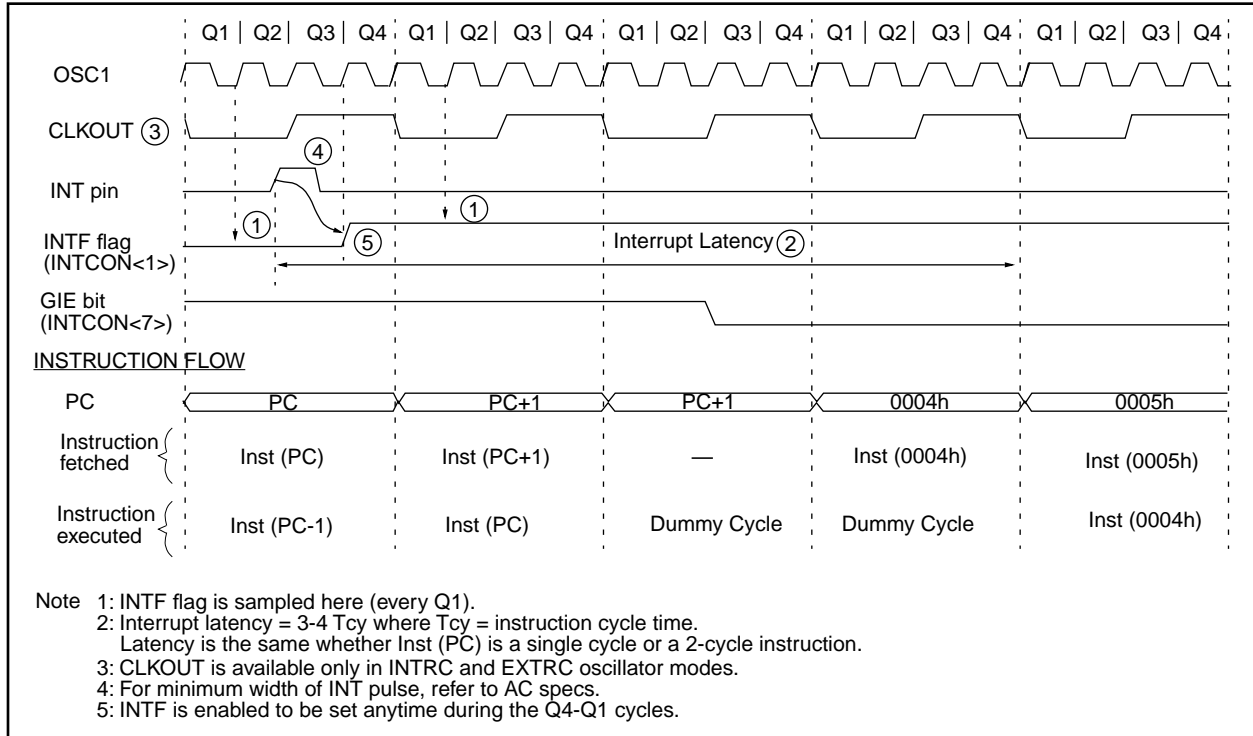 Q1 | Q2 | Q3 | Q4 Q1 | Q2 | Q3 | Q4 Q1 | Q2 | Q3 | Q4 Q1 | Q2 | Q3 | Q4 Q1 | Q2 | Q3 | Q4
OSC1
CLKOUT 3
4
INT pin
1 1
INTF flag 5 Interrupt Latency 2
(INTCON<1>)
GIE bit
(INTCON<7>)
INSTRUCTION FLOW
PC PC PC+1 PC+1 0004h 0005h
Instruction
fetched Inst (PC) Inst (PC+1) — Inst (0004h) Inst (0005h)
Instruction
executed Inst (PC-1) Inst (PC) Dummy Cycle Dummy Cycle Inst (0004h)
Note 1: INTF flag is sampled here (every Q1).
2: Interrupt latency = 3-4 Tcy where Tcy = instruction cycle time.
Latency is the same whether Inst (PC) is a single cycle or a 2-cycle instruction.
3: CLKOUT is available only in INTRC and EXTRC oscillator modes.
4: For minimum width of INT pulse, refer to AC specs.
5: INTF is enabled to be set anytime during the Q4-Q1 cycles.